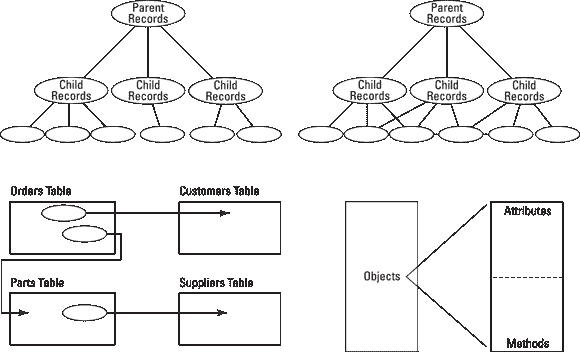 Parent
Records
Child
Records
Child
Records
Child
Records
Parent
Records
Child
Records
Child
Records
Child
Records
Orders Table
Customers Table
Parts Table
Suppliers Table
Objects
Attributes
Methods